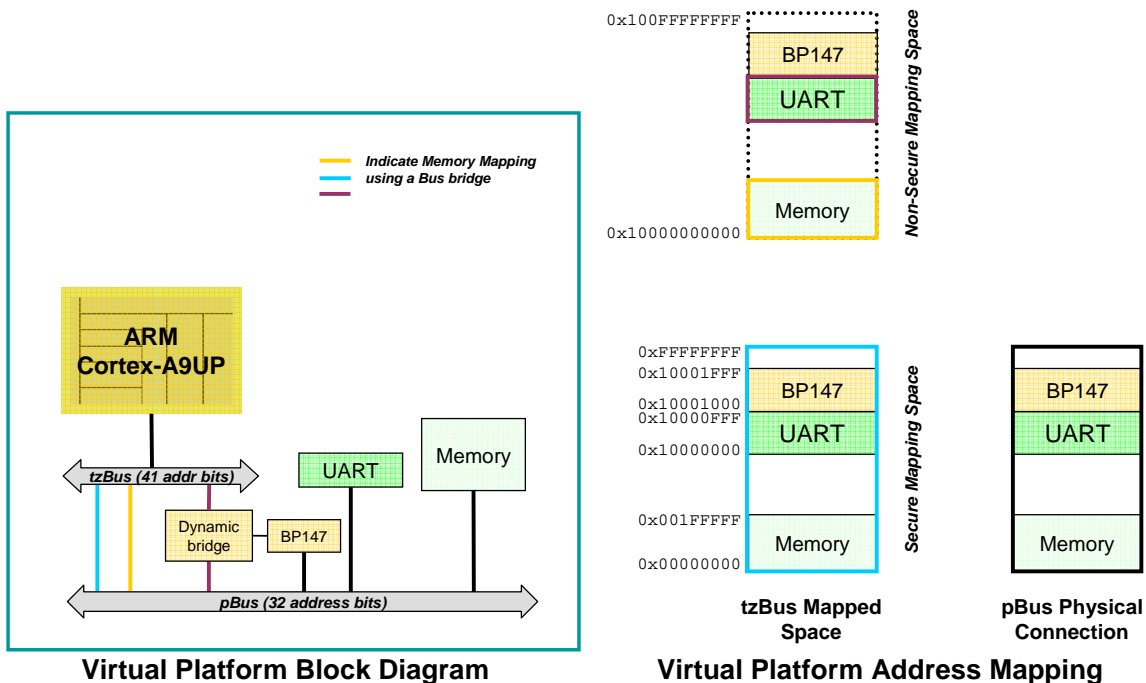 Indicate Memory Mapping
using a Bus bridge
ARM
Cortex-A9UP
tzBus (41 addr bits)
UART
Memory
Dynamic
bridge
BP147
pBus (32 address bits)
Virtual Platform Block Diagram
0x100FFFFFFFF
BP147
UART
Memory
0x10000000000
Non-Secure Mapping Space
0xFFFFFFFF
0x10001FFF
BP147
0x10001000
0x10000FFF
UART
0x10000000
0x001FFFFF
Memory
0x00000000
Secure Mapping Space
BP147
UART
Memory
tzBus Mapped
Space
pBus Physical
Connection
Virtual Platform Address Mapping